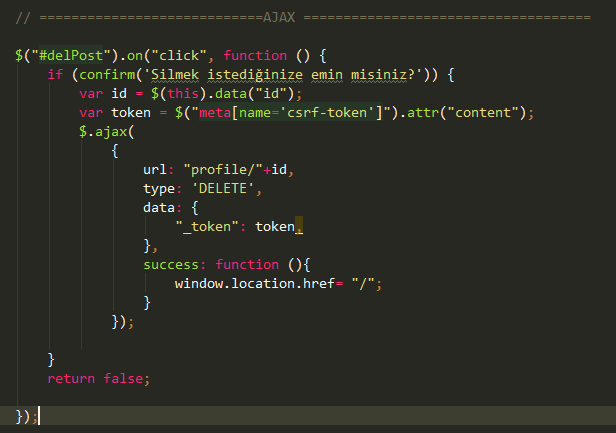 // ============================AJAX ====================================
$("#delPost").on("click", function () {
if (confirm('Silmek istediğinize emin misiniz?')) {
var id = $(this).data("id");
var token = $("meta[name='csrf-token']").attr("content");
$.ajax(
{
url: "profile/"+id,
type: 'DELETE',
data: {
"_token": token,
},
success: function (){
window.location.href= "/";
}
});
}
return false;
});